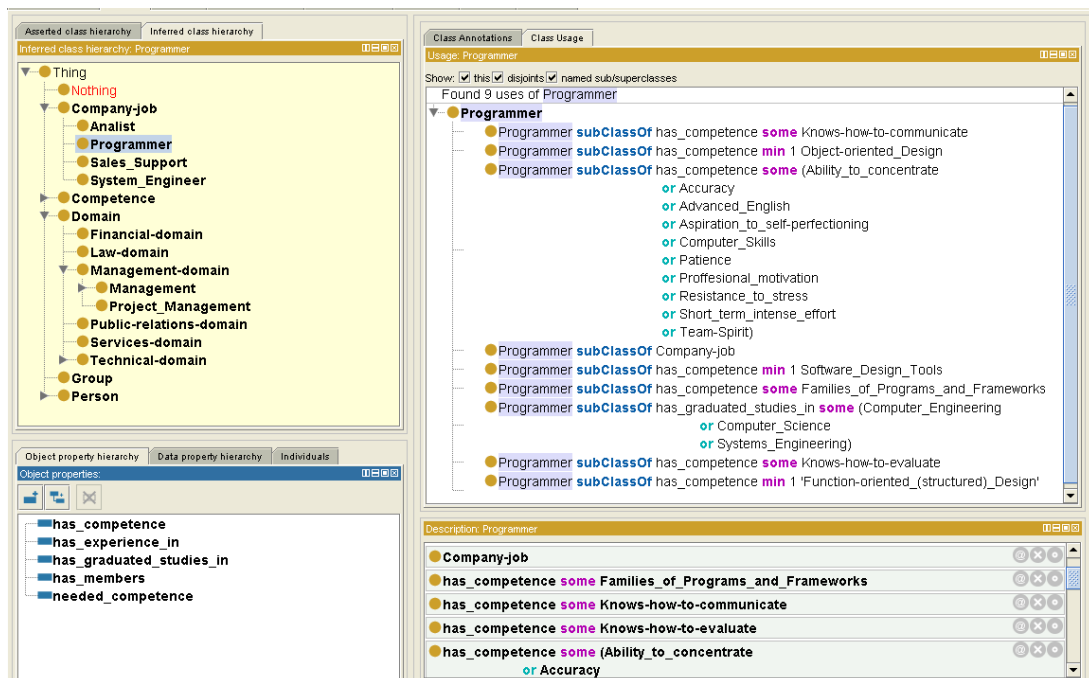 Asserted class hierarchy
Inferred class hierarchy
Inferred class hierarchy: Programmer
Thing
Nothing
Company-job
Analist
Programmer
Sales_Support
System_Engineer
Competence
Domain
Financial-domain
Law-domain
Management-domain
Management
Project_Management
Public-relations-domain
Services-domain
Technical-domain
Group
Person
Object property hierarchy
Data property hierarchy
Individuals
Object properties:
has_competence
has_experience_in
has_graduated_studies_in
has_members
needed_competence
Class Annotations
Class Usage
Usage: Programmer
Show: this disjoints named sub/superclasses
Found 9 uses of Programmer
Programmer
Programmer subClassOf has_competence some Knows-how-to-communicate
Programmer subClassOf has_competence min 1 Object-oriented_Design
Programmer subClassOf has_competence some (Ability_to_concentrate
or Accuracy
or Advanced_English
or Aspiration_to_self-perfectioning
or Computer_Skills
or Patience
or Proffesional_motivation
or Resistance_to_stress
or Short_term_intense_effort
or Team-Spirit)
Programmer subClassOf Company-job
Programmer subClassOf has_competence min 1 Software_Design_Tools
Programmer subClassOf has_competence some Families_of_Programs_and_Frameworks
Programmer subClassOf has_graduated_studies_in some (Computer_Engineering
or Computer_Science
or Systems_Engineering)
Programmer subClassOf has_competence some Knows-how-to-evaluate
Programmer subClassOf has_competence min 1 'Function-oriented_(structured)_Design'
Description: Programmer
Company-job
has_competence some Families_of_Programs_and_Frameworks
has_competence some Knows-how-to-communicate
has_competence some Knows-how-to-evaluate
has_competence some (Ability_to_concentrate
or Accuracy